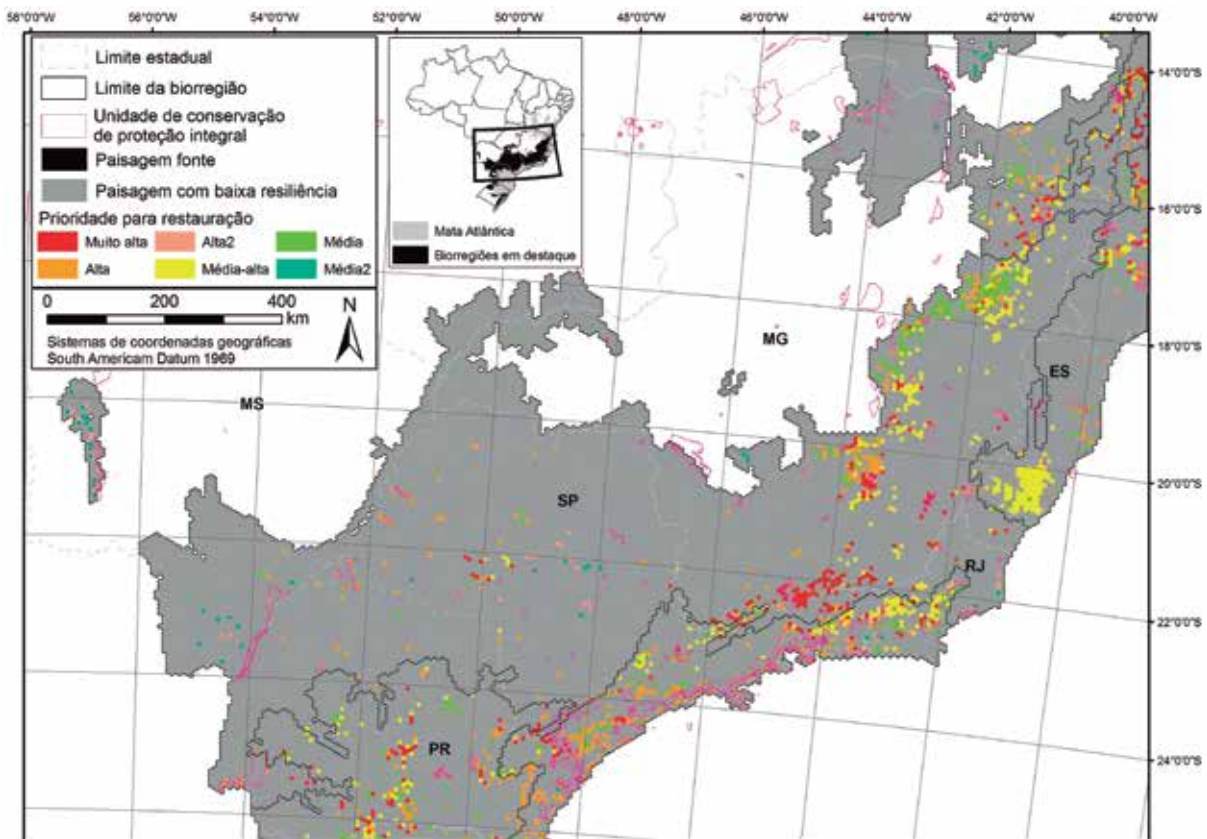 58°0'0"W
56°0'0"W
54°0'0"W
52°0'0"W
50°0'0"W
48°0'0"W
46°0'0"W
44°0'0"W
42°0'0"W
40°0'0"W
Limite estadual
Limite da biorregião
Unidade de conservação
de proteção integral
Paisagem fonte
Paisagem com baixa resiliência
Prioridade para restauração
Muito alta
Alta2
Média
Alta
Média-alta
Média2
0 200 400
km
N
Sistemas de coordenadas geográficas
South Americam Datum 1969
Mata Atlântica
Biorregiões em destaque
MS
MG
ES
SP
RJ
PR
14°0'0"S
16°0'0"S
18°0'0"S
20°0'0"S
22°0'0"S
24°0'0"S